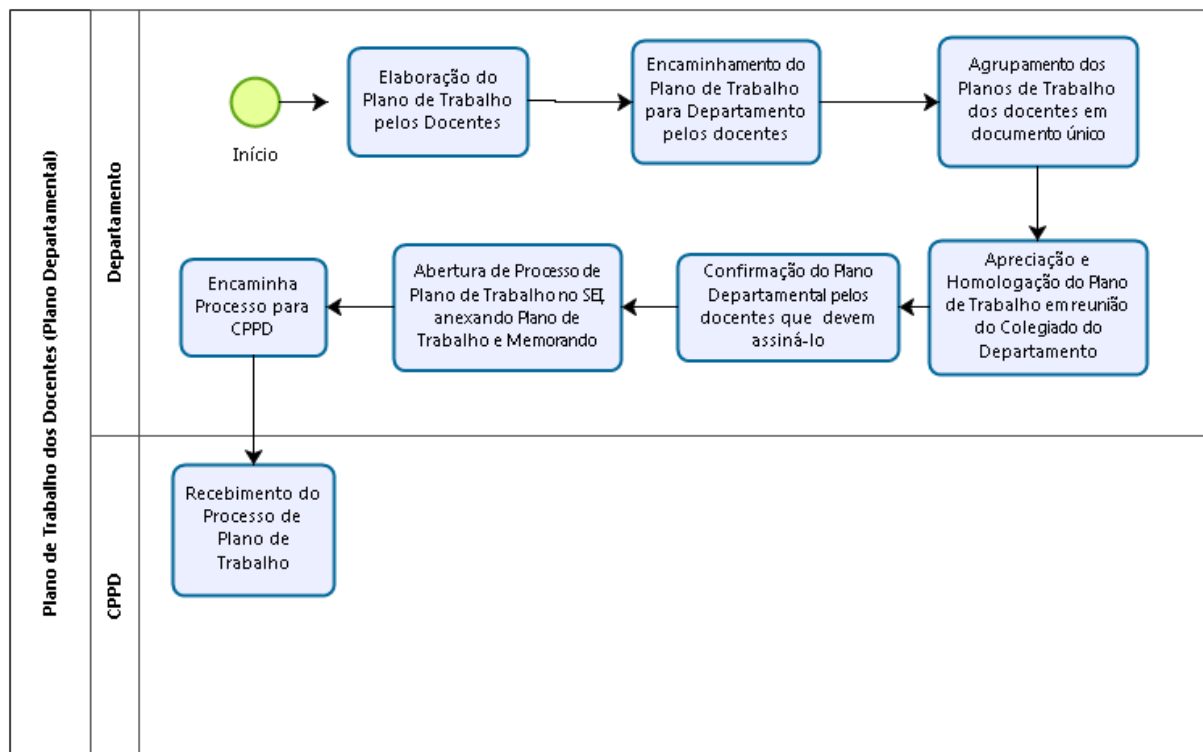 Plano de Trabalho dos Docentes (Plano Departamental)
Departamento
Início
Elaboração do
Plano de Trabalho
pelos Docentes
Encaminhamento do
Plano de Trabalho
para Departamento
pelos docentes
Agrupamento dos
Planos de Trabalho
dos docentes em
documento único
Apreciação e
Homologação do Plano
de Trabalho em reunião
do Colegiado do
Departamento
Confirmação do Plano
Departamental pelos
docentes que devem
assiná-lo
Abertura de Processo de
Plano de Trabalho no SEI,
anexando Plano de
Trabalho e Memorando
Encaminha
Processo para
CPPD
CPPD
Recebimento do
Processo de
Plano de
Trabalho